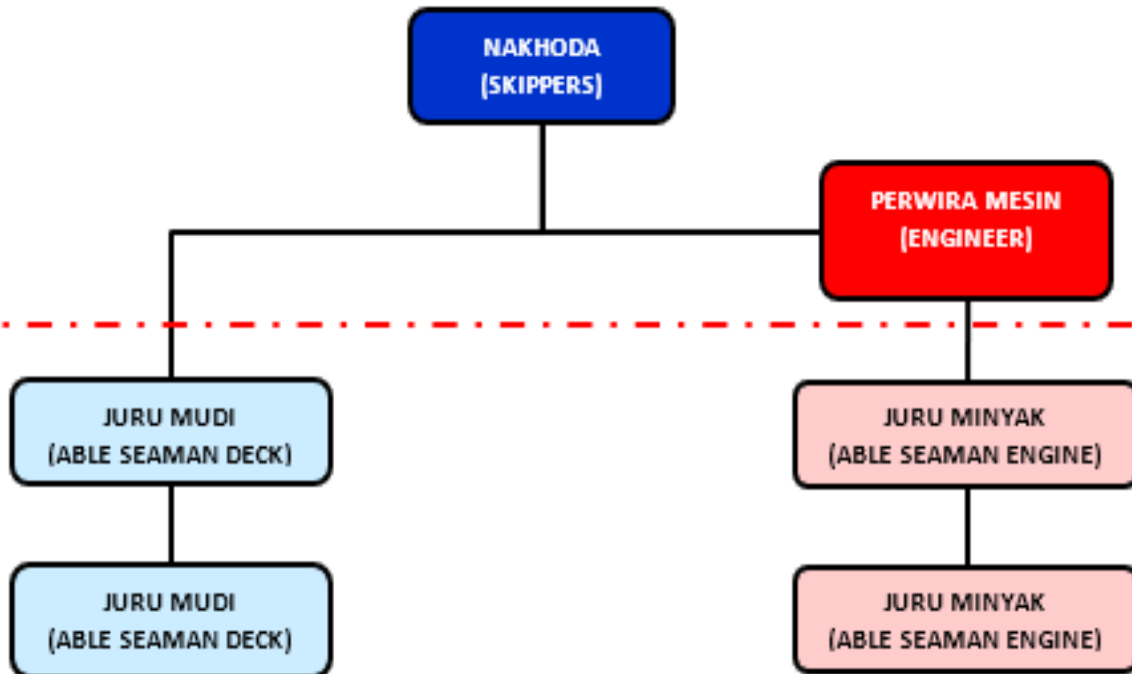 NAKHODA
(SKIPPERS)
PERWIRA MESIN
(ENGINEER)
JURU MUDI
(ABLE SEAMAN DECK)
JURU MINYAK
(ABLE SEAMAN ENGINE)
JURU MUDI
(ABLE SEAMAN DECK)
JURU MINYAK
(ABLE SEAMAN ENGINE)